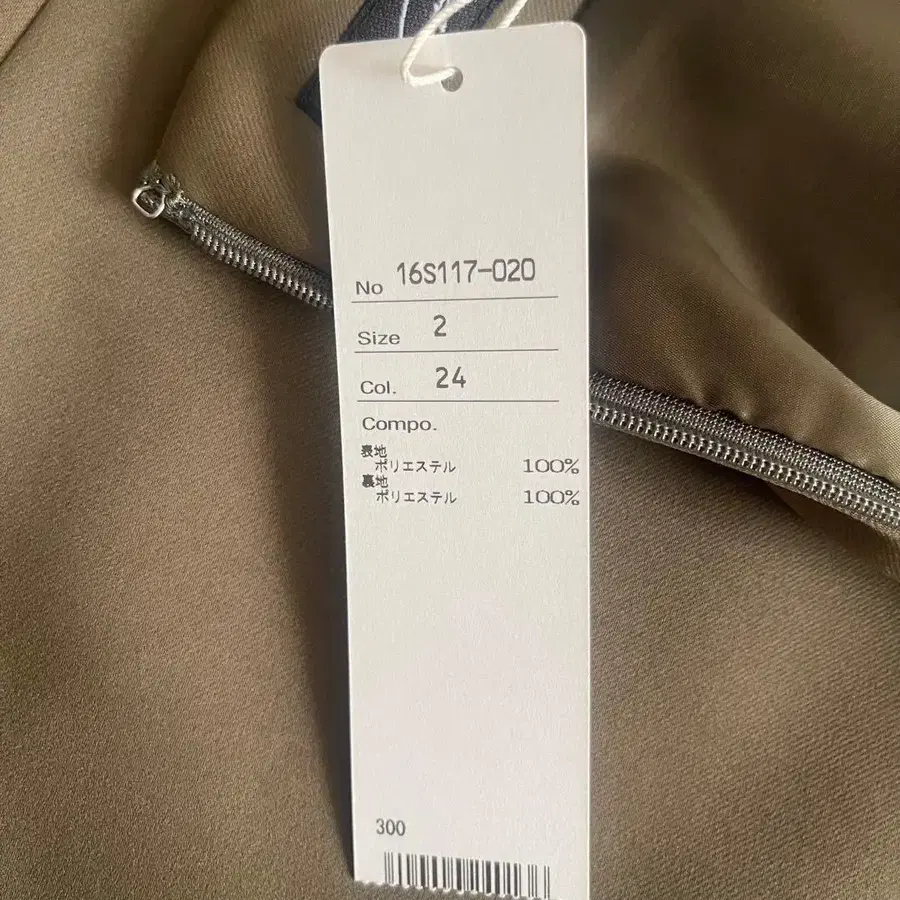 No 16S117-020
Size 2
Col. 24
Compo.
表地
ポリエステル 100%
裏地
ポリエステル 100%
300